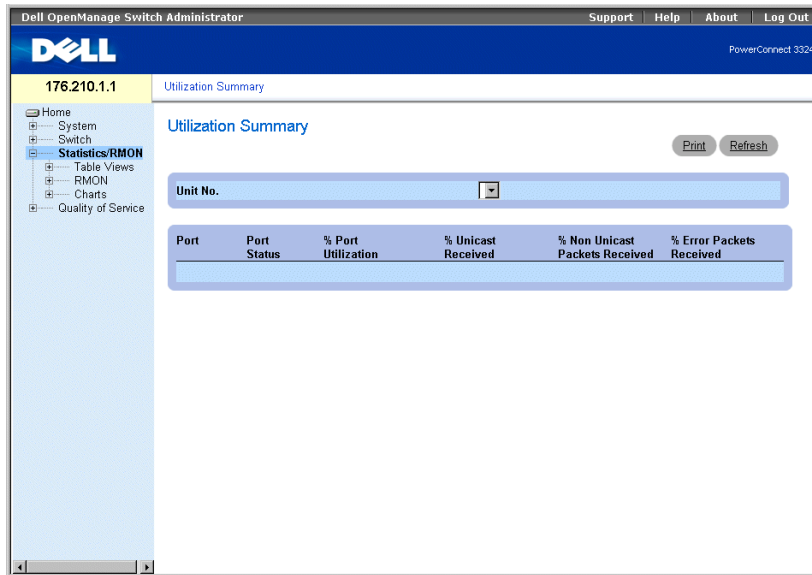 Dell OpenManage Switch Administrator
Support Help About Log Out
DELL
PowerConnect 3324
176.210.1.1
Utilization Summary
Home
System
Switch
Statistics/RMON
Table Views
RMON
Charts
Quality of Service
Utilization Summary
Print Refresh
Unit No.
Port Port Status % Port Utilization % Unicast Received % Non Unicast Packets Received % Error Packets Received